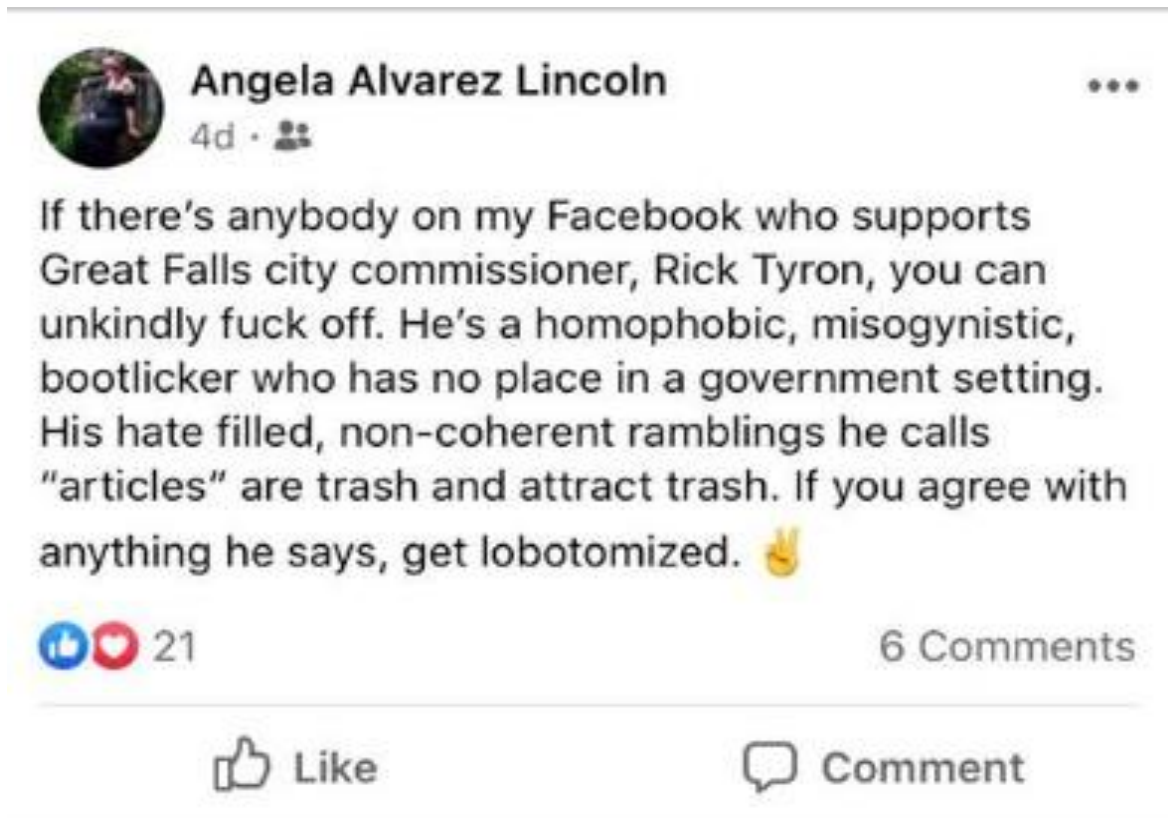 Angela Alvarez Lincoln
4d ·
If there's anybody on my Facebook who supports
Great Falls city commissioner, Rick Tyron, you can
unkindly fuck off. He's a homophobic, misogynistic,
bootlicker who has no place in a government setting.
His hate filled, non-coherent ramblings he calls
"articles" are trash and attract trash. If you agree with
anything he says, get lobotomized. ✌️
21
6 Comments
Like
Comment